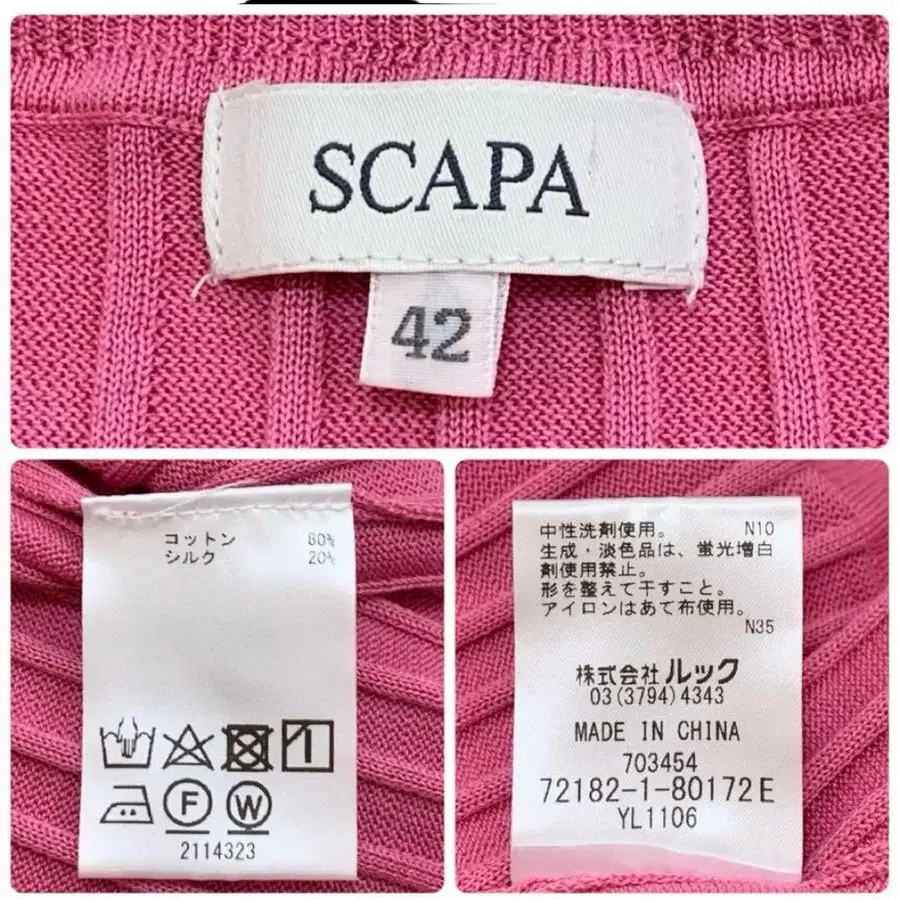 SCAPA
42
コットン 80%
シルク 20%
F W
2114323
中性洗剤使用。 N10
生成・淡色品は、蛍光増白
剤使用禁止。
形を整えて干すこと。
アイロンはあて布使用。
N35
株式会社ルック
03(3794)4343
MADE IN CHINA
703454
72182-1-80172E
YL1106